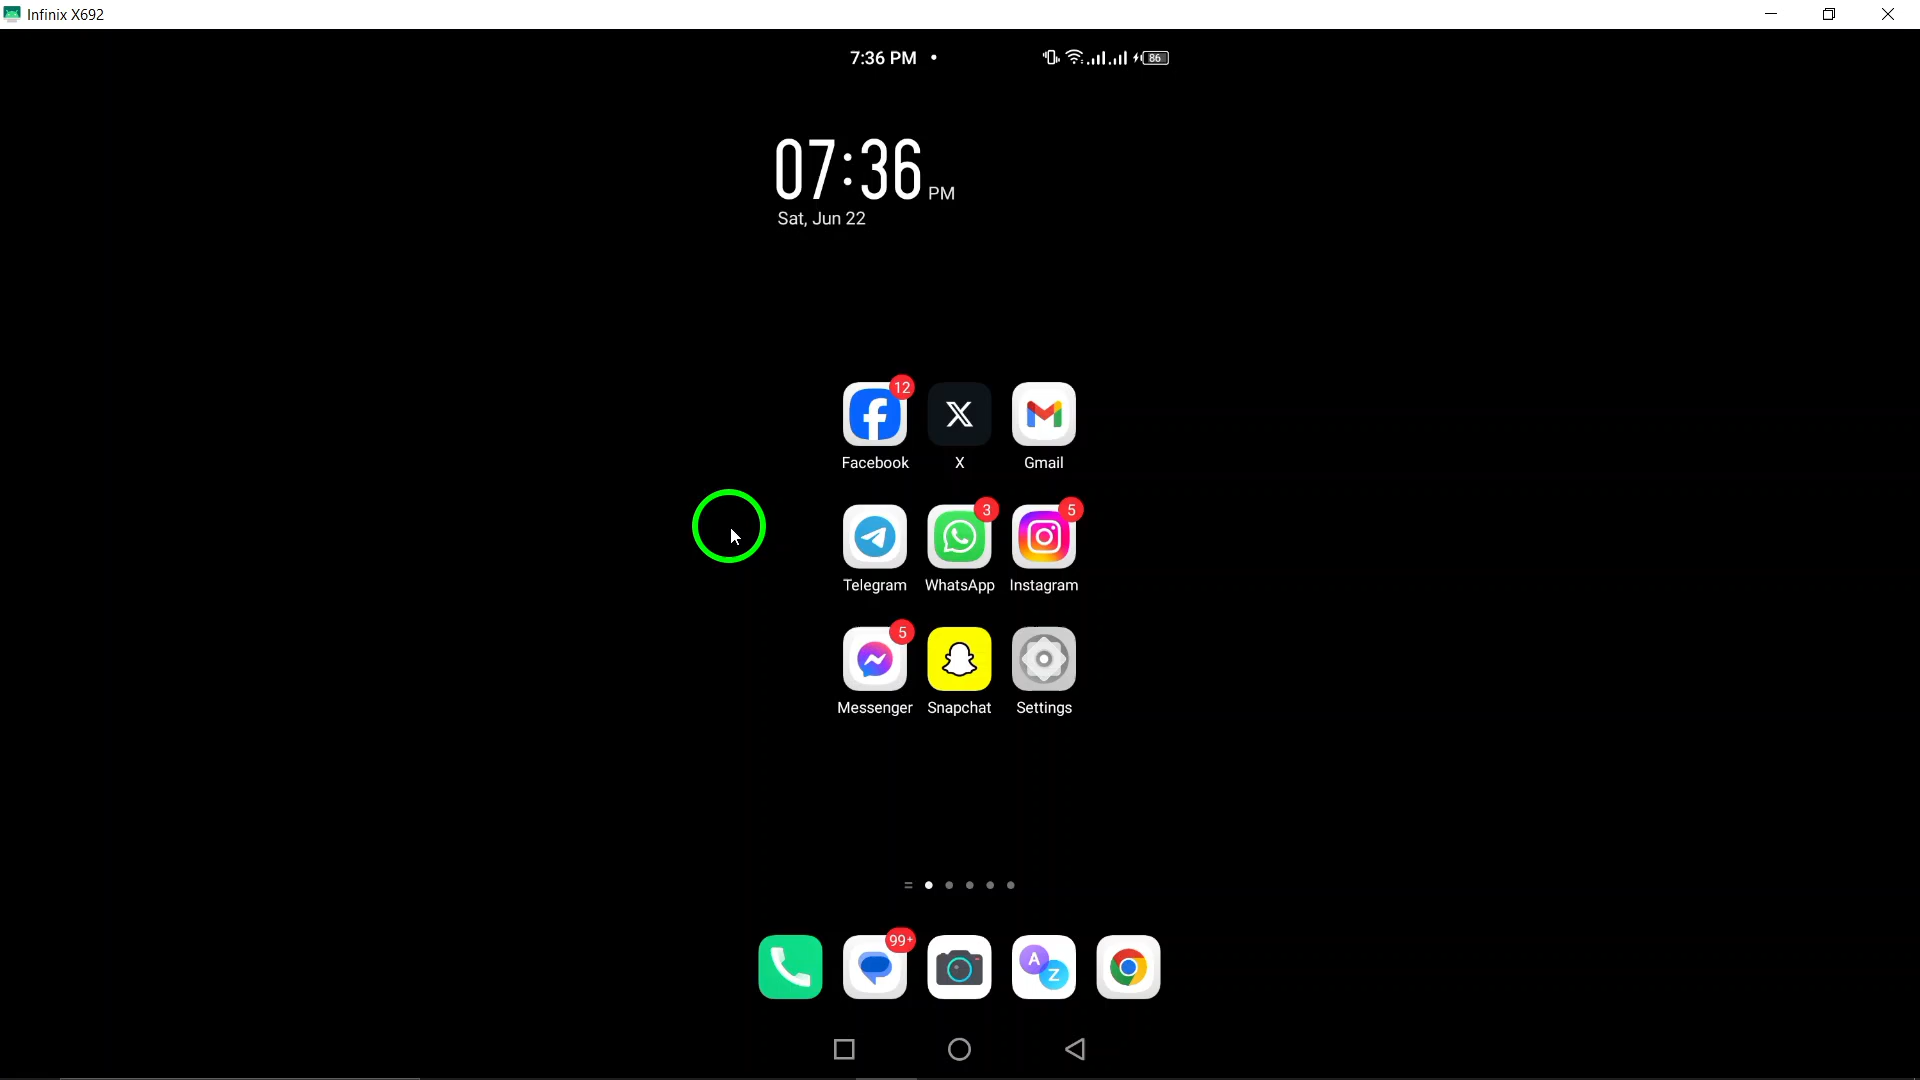 Infinix X692
7:36 PM
86
07:36 PM
Sat, Jun 22
12
Facebook
X
Gmail
3
5
Telegram
WhatsApp
Instagram
5
Messenger
Snapchat
Settings
99+
A
Z